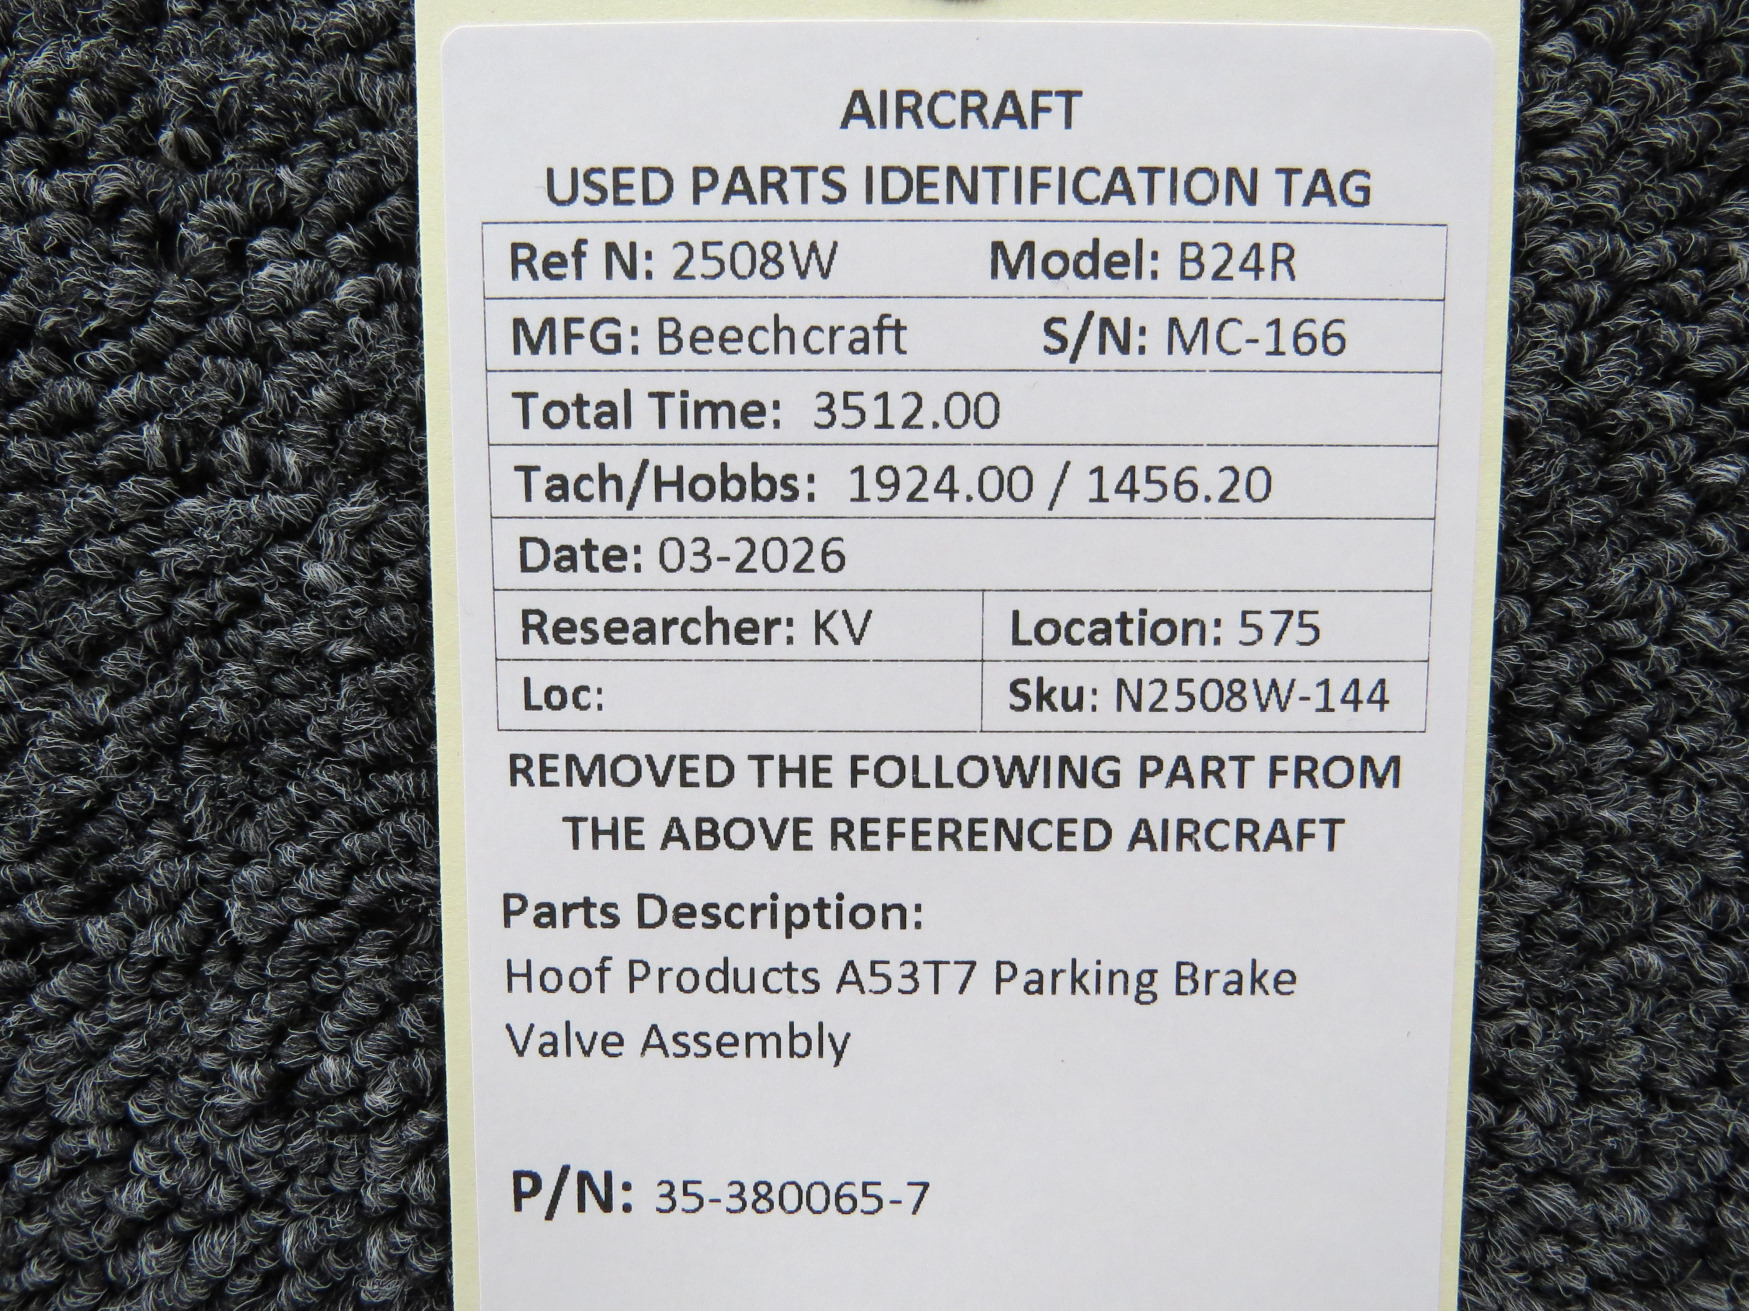 AIRCRAFT
USED PARTS IDENTIFICATION TAG
Ref N: 2508W Model: B24R
MFG: Beechcraft S/N: MC-166
Total Time: 3512.00
Tach/Hobbs: 1924.00 / 1456.20
Date: 03-2026
Researcher: KV Location: 575
Loc: Sku: N2508W-144
REMOVED THE FOLLOWING PART FROM
THE ABOVE REFERENCED AIRCRAFT
Parts Description:
Hoof Products A53T7 Parking Brake
Valve Assembly
P/N: 35-380065-7